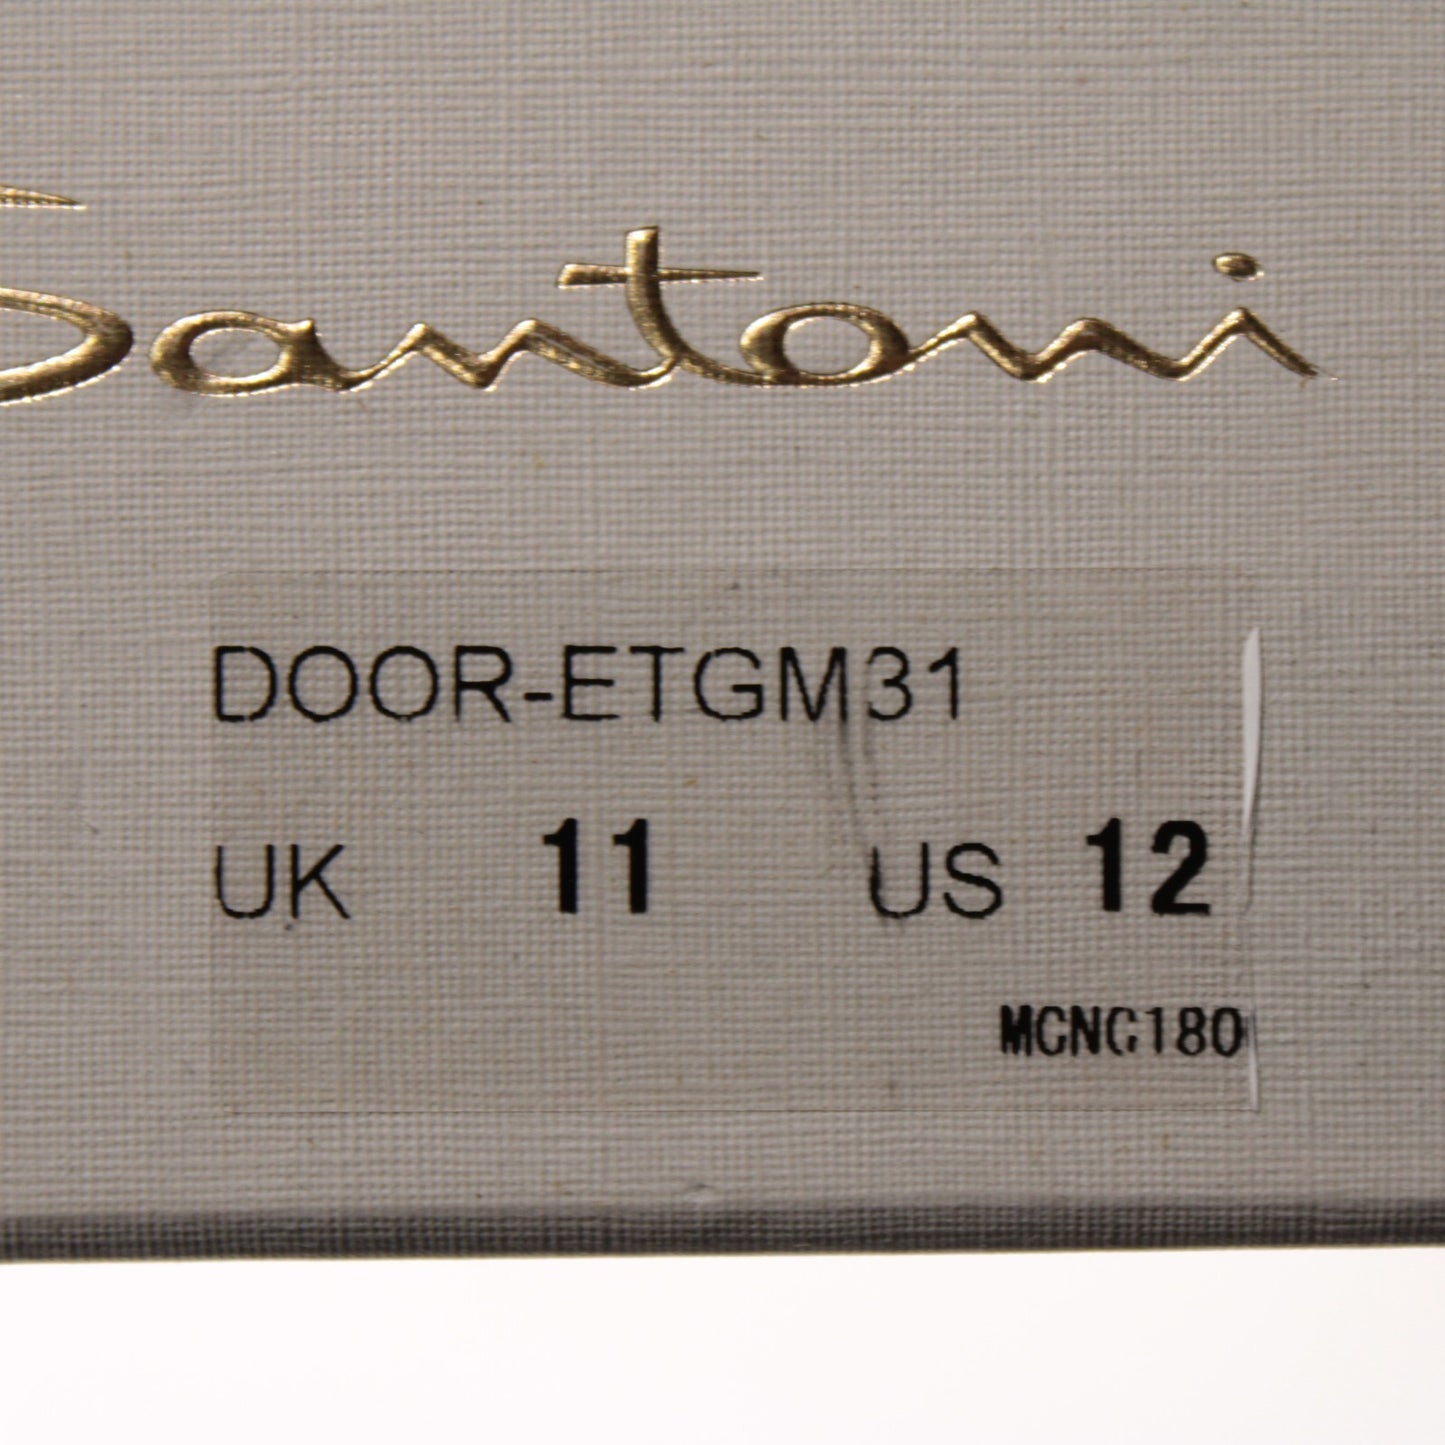 Santoni
DOOR-ETGM31
UK 11 US 12
MCNC180